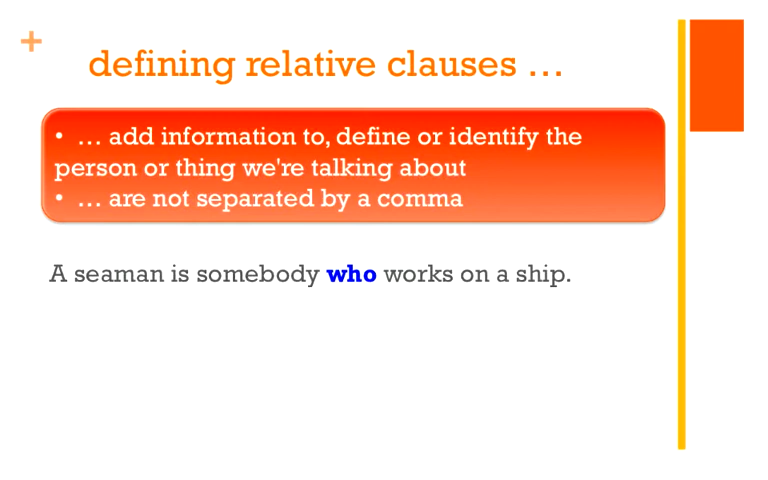 +
defining relative clauses …
• … add information to, define or identify the
person or thing we're talking about
• … are not separated by a comma
A seaman is somebody who works on a ship.